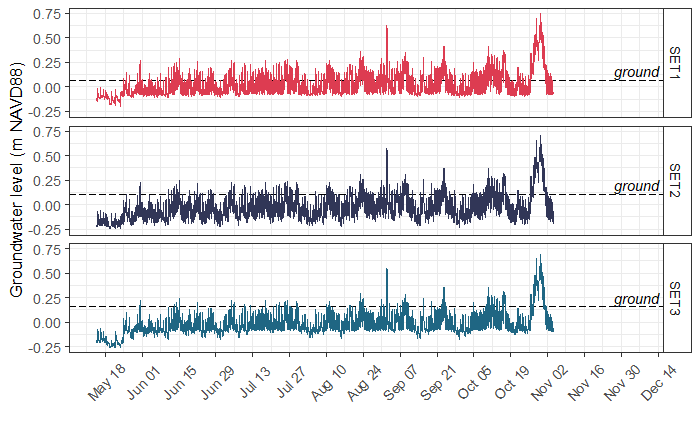 Groundwater level (m NAVD88)
0.75
0.50
0.25
0.00
-0.25
ground
SET1
0.75
0.50
0.25
0.00
-0.25
ground
SET2
0.75
0.50
0.25
0.00
-0.25
ground
SET3
May 18 Jun 01 Jun 15 Jun 29 Jul 13 Jul 27 Aug 10 Aug 24 Sep 07 Sep 21 Oct 05 Oct 19 Nov 02 Nov 16 Nov 30 Dec 14